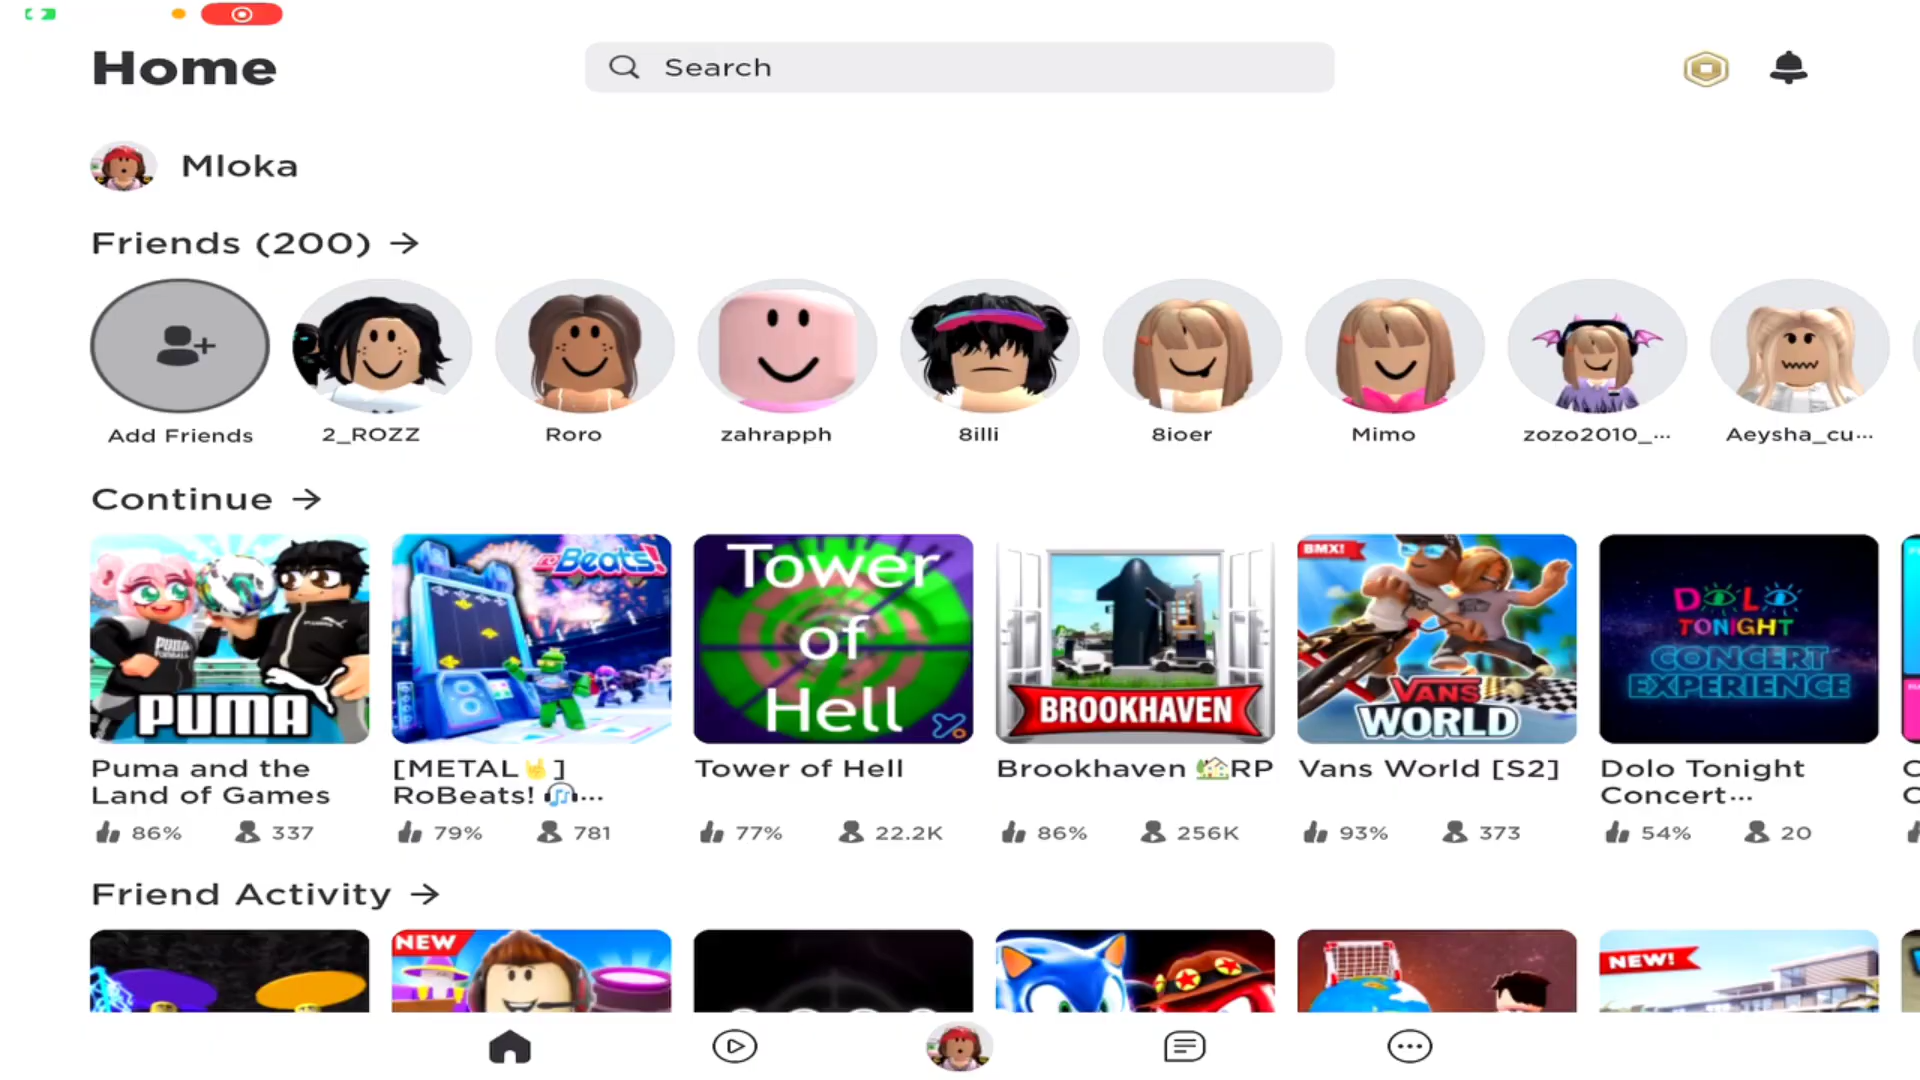 Home
Search
Mloka
Friends (200) →
Add Friends
2_ROZZ
Roro
zahrapph
8illi
8ioer
Mimo
zozo2010_...
Aeysha_cu...
Continue →
PUMA
PUMA
Beats!
Tower
of
Hell
BROOKHAVEN
BMX!
VANS
WORLD
DOLO
TONIGHT
CONCERT
EXPERIENCE
Puma and the
Land of Games
86% 337
[METAL🤘]
RoBeats! 🎧...
79% 781
Tower of Hell
77% 22.2K
Brookhaven 🏡RP
86% 256K
Vans World [S2]
93% 373
Dolo Tonight
Concert...
54% 20
Friend Activity →
NEW
NEW!